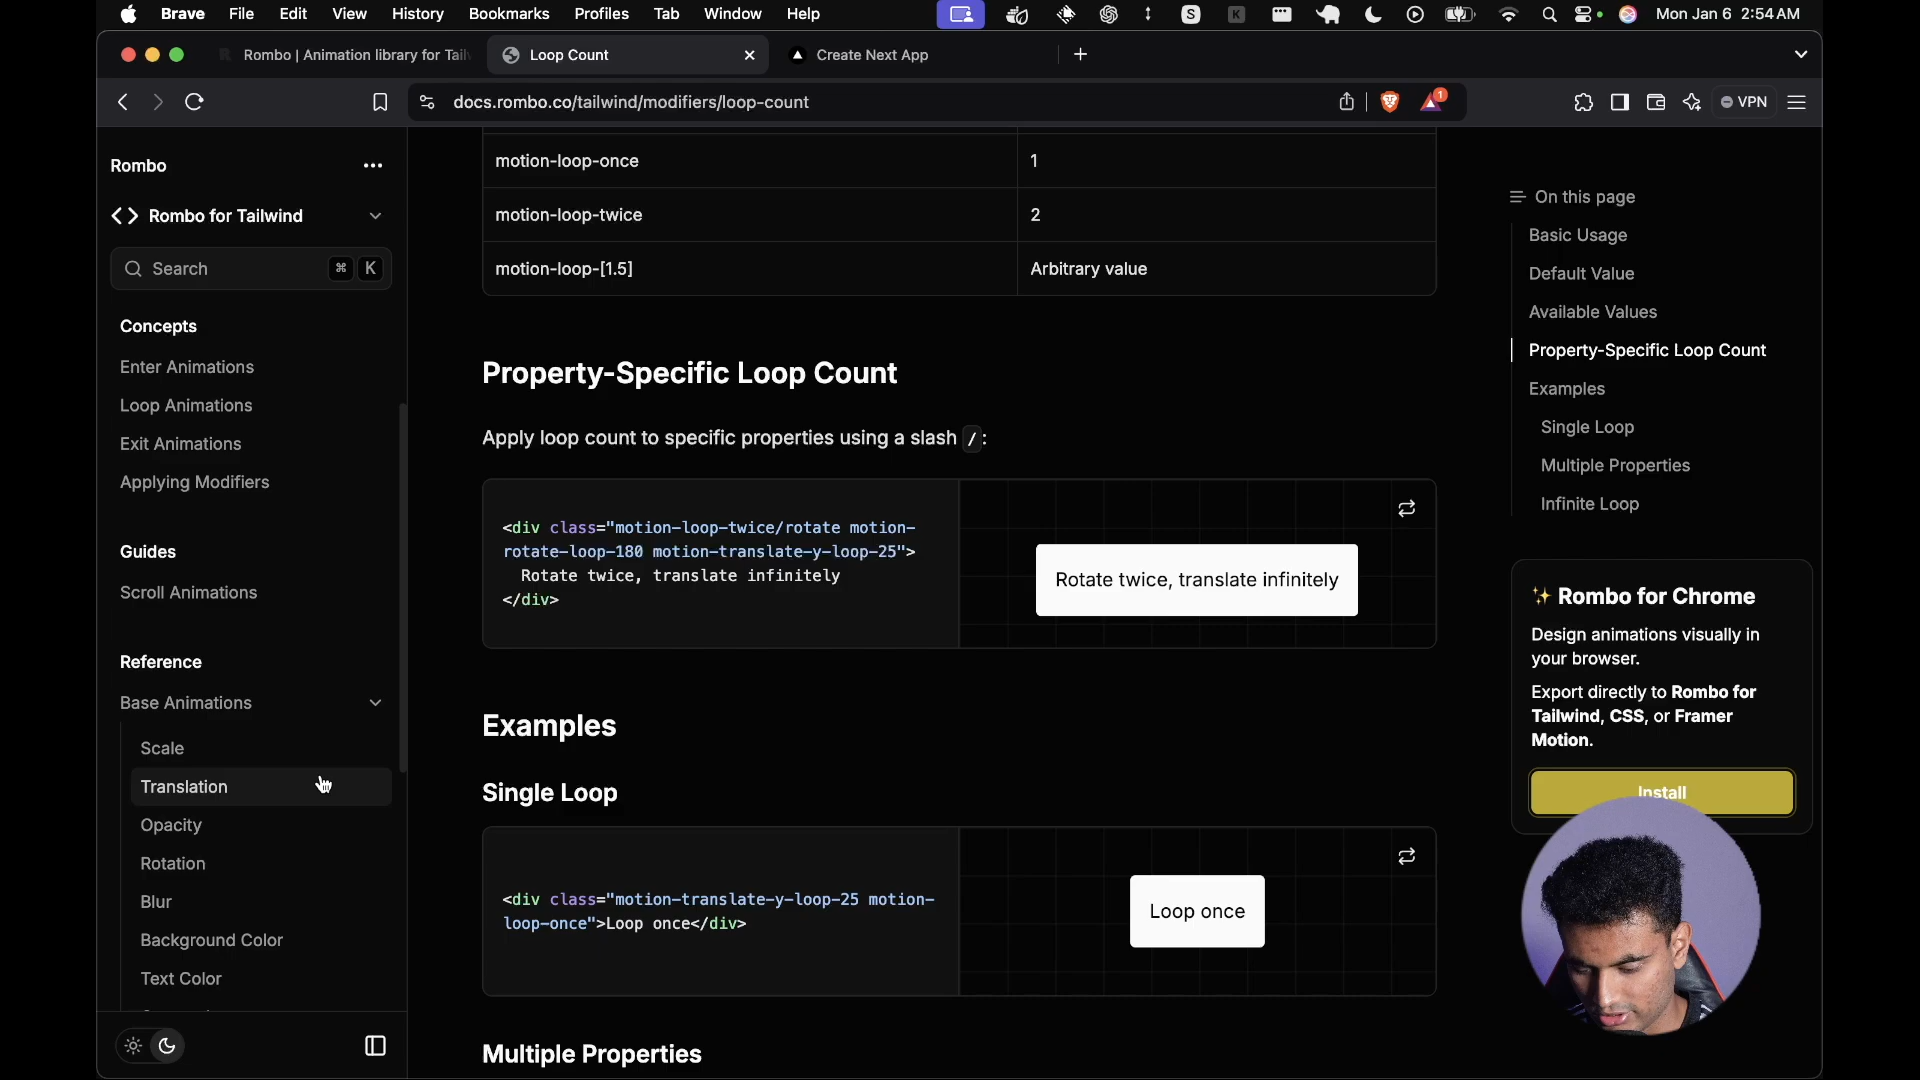 Brave File Edit View History Bookmarks Profiles Tab Window Help Mon Jan 6 2:54 AM
Rombo | Animation library for Tail
Loop Count
Create Next App
docs.rombo.co/tailwind/modifiers/loop-count
1
VPN
Rombo
Rombo for Tailwind
Search ⌘ K
Concepts
Enter Animations
Loop Animations
Exit Animations
Applying Modifiers
Guides
Scroll Animations
Reference
Base Animations
Scale
Translation
Opacity
Rotation
Blur
Background Color
Text Color
motion-loop-once 1
motion-loop-twice 2
motion-loop-[1.5] Arbitrary value
Property-Specific Loop Count
Apply loop count to specific properties using a slash /:
<div class="motion-loop-twice/rotate motion-
rotate-loop-180 motion-translate-y-loop-25">
Rotate twice, translate infinitely
</div>
Rotate twice, translate infinitely
Examples
Single Loop
<div class="motion-translate-y-loop-25 motion-
loop-once">Loop once</div>
Loop once
Multiple Properties
On this page
Basic Usage
Default Value
Available Values
Property-Specific Loop Count
Examples
Single Loop
Multiple Properties
Infinite Loop
✨ Rombo for Chrome
Design animations visually in
your browser.
Export directly to Rombo for
Tailwind, CSS, or Framer
Motion.
Install